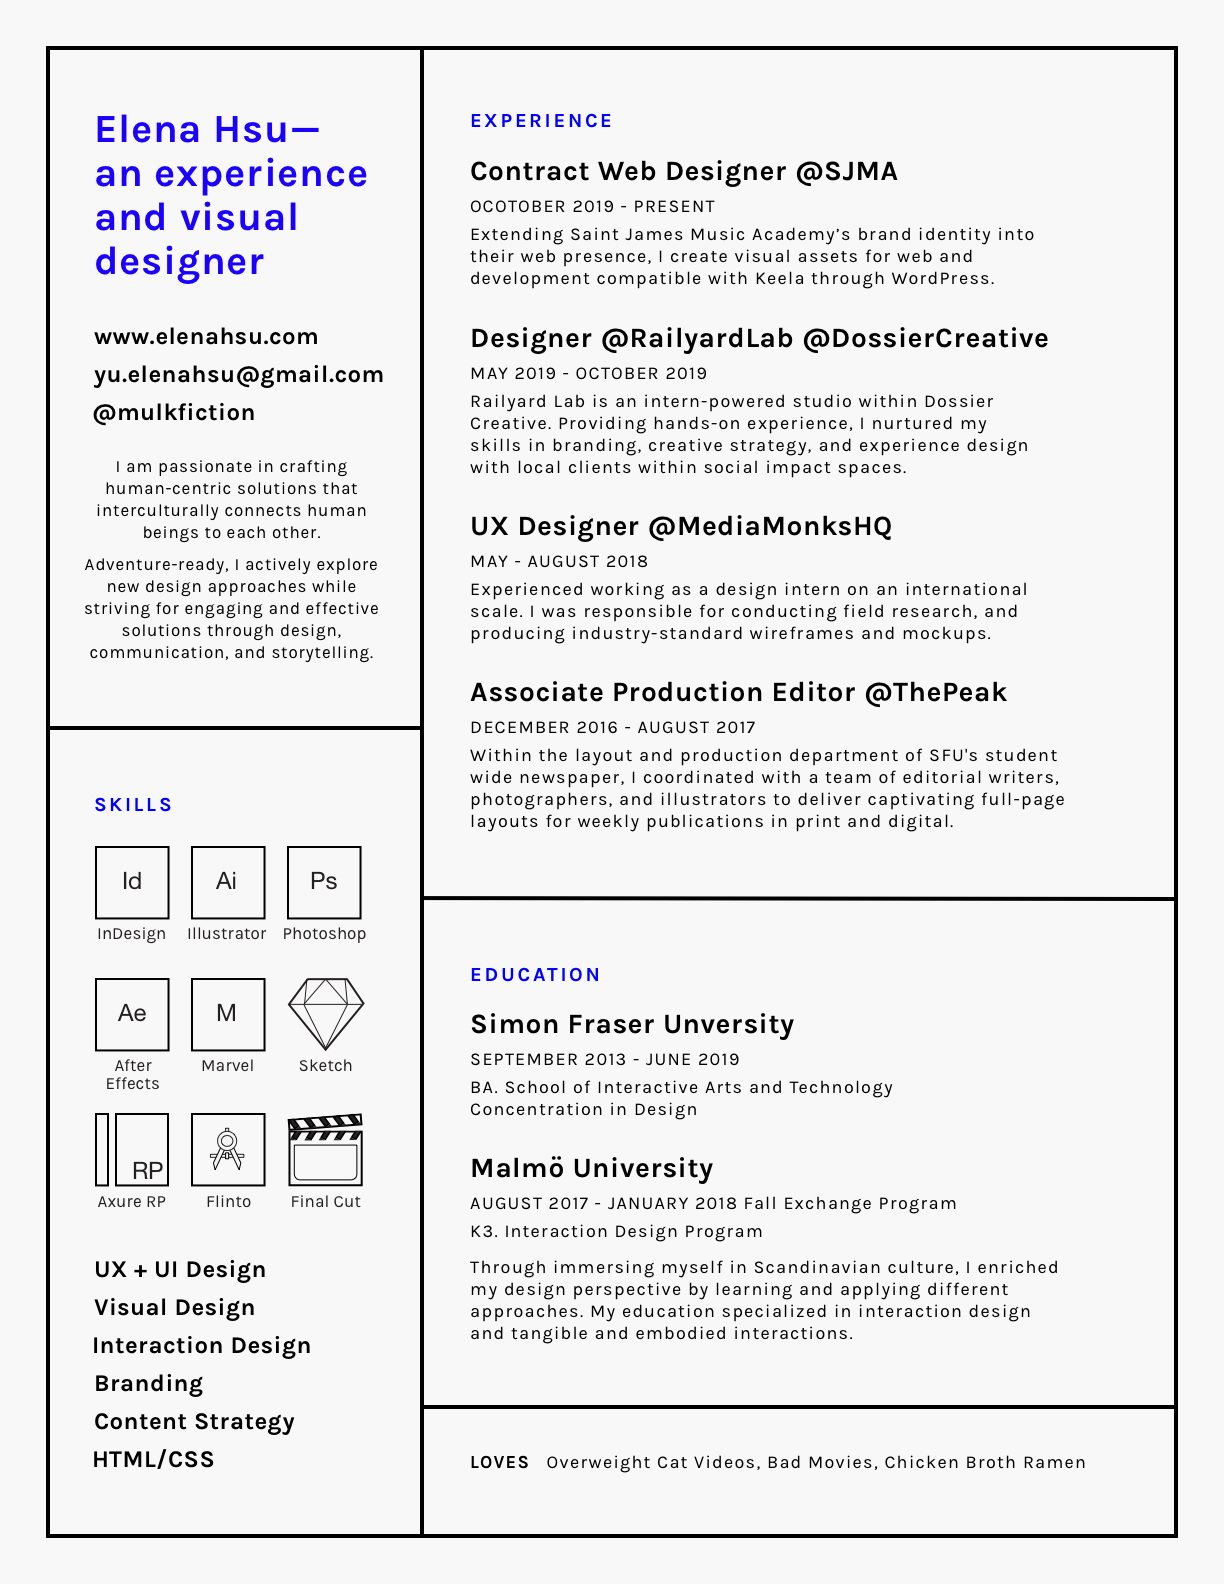 Elena Hsu—
an experience
and visual
designer
www.elenahsu.com
yu.elenahsu@gmail.com
@mulkfiction
I am passionate in crafting
human-centric solutions that
interculturally connects human
beings to each other.
Adventure-ready, I actively explore
new design approaches while
striving for engaging and effective
solutions through design,
communication, and storytelling.
SKILLS
Id Ai Ps
InDesign Illustrator Photoshop
Ae M
After Marvel Sketch
Effects
RP
Axure RP Flinto Final Cut
UX + UI Design
Visual Design
Interaction Design
Branding
Content Strategy
HTML/CSS
EXPERIENCE
Contract Web Designer @SJMA
OCOTOBER 2019 - PRESENT
Extending Saint James Music Academy’s brand identity into
their web presence, I create visual assets for web and
development compatible with Keela through WordPress.
Designer @RailyardLab @DossierCreative
MAY 2019 - OCTOBER 2019
Railyard Lab is an intern-powered studio within Dossier
Creative. Providing hands-on experience, I nurtured my
skills in branding, creative strategy, and experience design
with local clients within social impact spaces.
UX Designer @MediaMonksHQ
MAY - AUGUST 2018
Experienced working as a design intern on an international
scale. I was responsible for conducting field research, and
producing industry-standard wireframes and mockups.
Associate Production Editor @ThePeak
DECEMBER 2016 - AUGUST 2017
Within the layout and production department of SFU's student
wide newspaper, I coordinated with a team of editorial writers,
photographers, and illustrators to deliver captivating full-page
layouts for weekly publications in print and digital.
EDUCATION
Simon Fraser Unversity
SEPTEMBER 2013 - JUNE 2019
BA. School of Interactive Arts and Technology
Concentration in Design
Malmö University
AUGUST 2017 - JANUARY 2018 Fall Exchange Program
K3. Interaction Design Program
Through immersing myself in Scandinavian culture, I enriched
my design perspective by learning and applying different
approaches. My education specialized in interaction design
and tangible and embodied interactions.
LOVES Overweight Cat Videos, Bad Movies, Chicken Broth Ramen